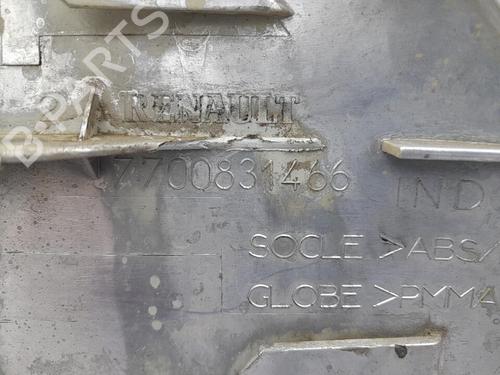 B-PARTS
RENAULT
7700831466
IND
SOCLE >ABS/
GLOBE >PMMA